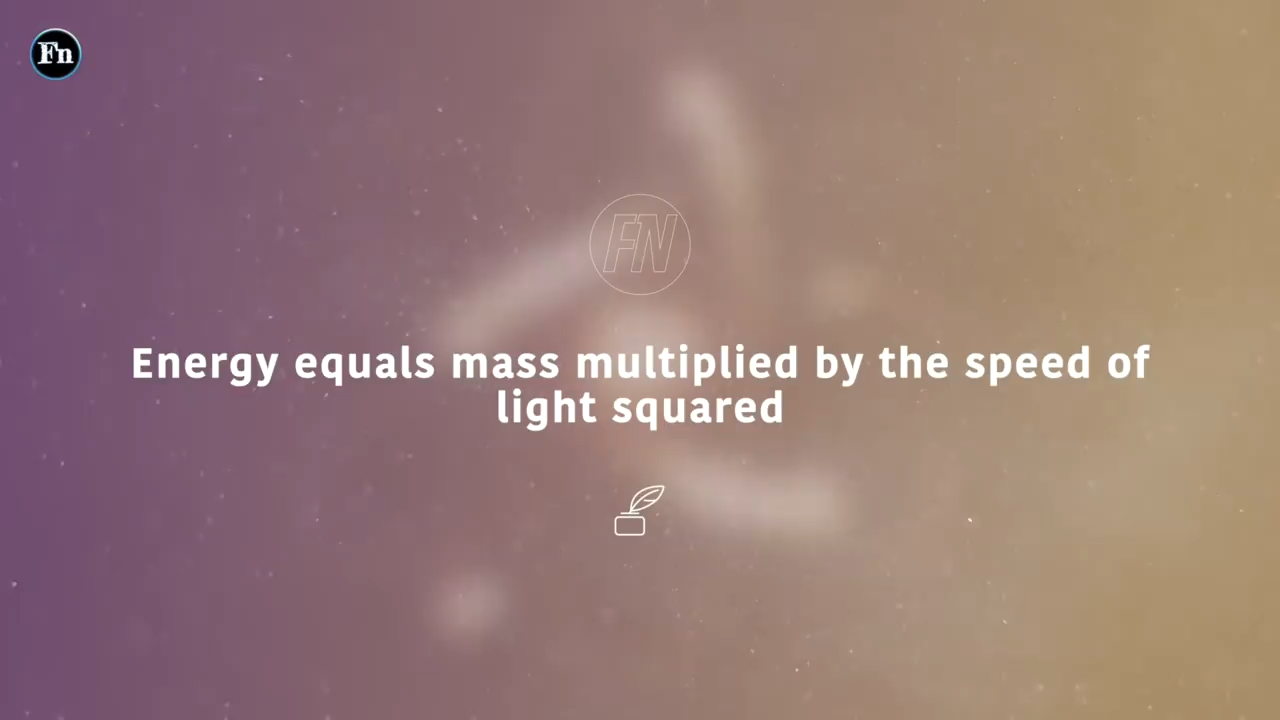 Fn
FN
Energy equals mass multiplied by the speed of
light squared